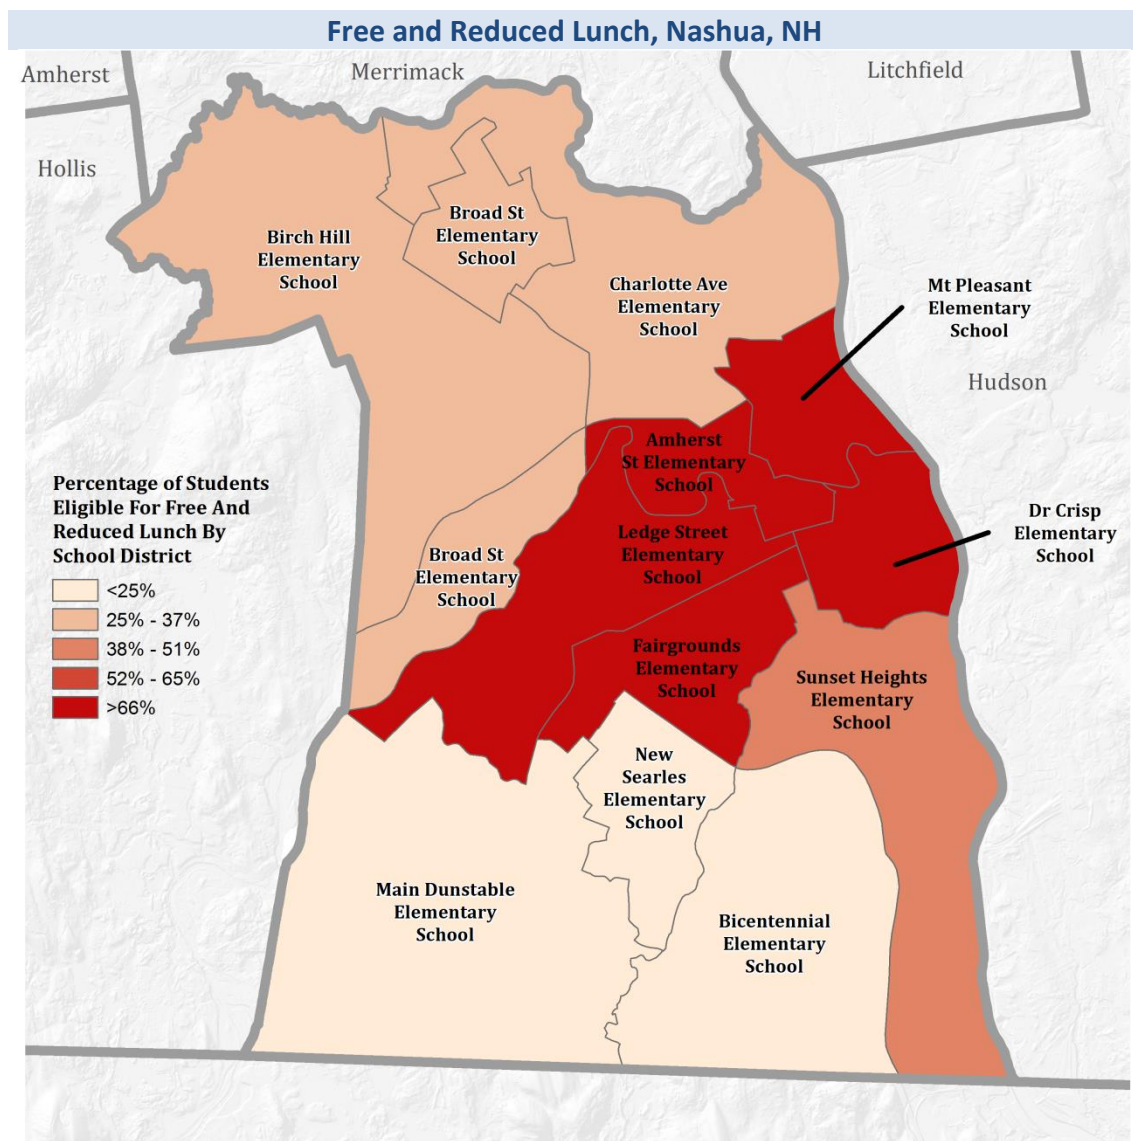 Free and Reduced Lunch, Nashua, NH
Amherst
Merrimack
Litchfield
Hollis
Broad St
Elementary
School
Birch Hill
Elementary
School
Charlotte Ave
Elementary
School
Mt Pleasant
Elementary
School
Hudson
Amherst
St Elementary
School
Percentage of Students
Eligible For Free And
Reduced Lunch By
School District
<25%
25% - 37%
38% - 51%
52% - 65%
>66%
Dr Crisp
Elementary
School
Ledge Street
Elementary
School
Broad St
Elementary
School
Fairgrounds
Elementary
School
Sunset Heights
Elementary
School
New
Searles
Elementary
School
Main Dunstable
Elementary
School
Bicentennial
Elementary
School